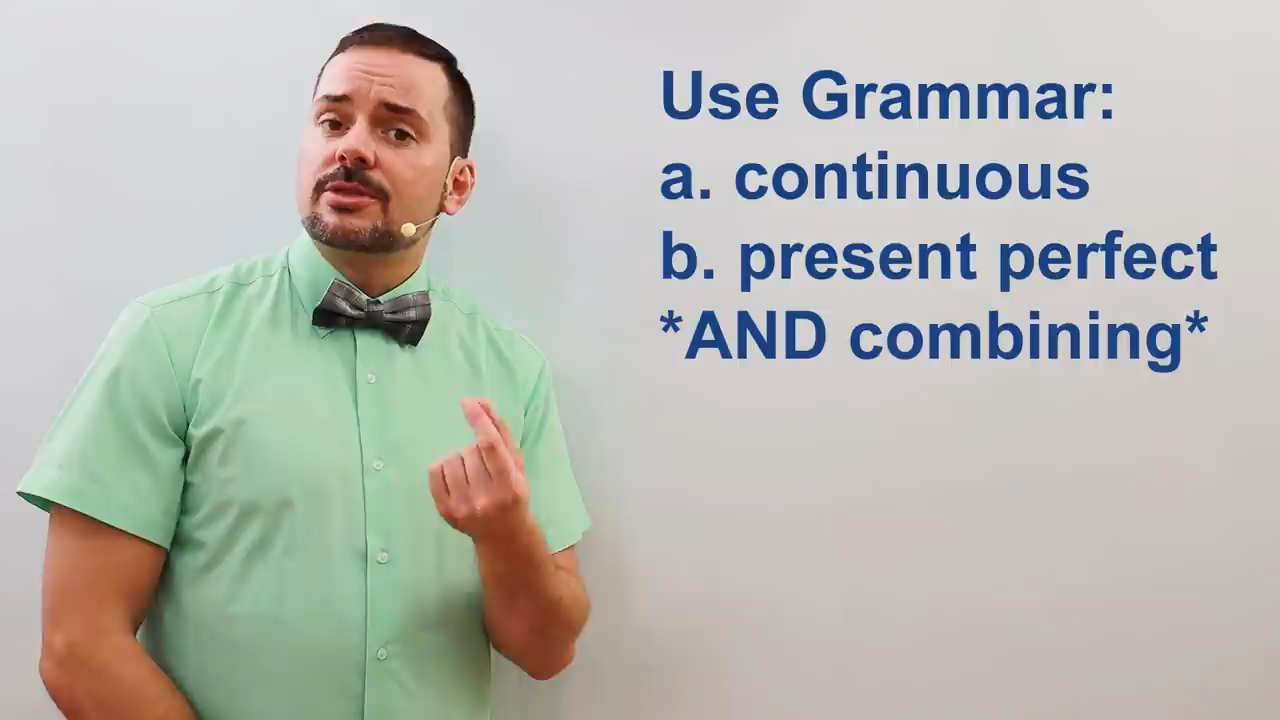 Use Grammar:
a. continuous
b. present perfect
*AND combining*